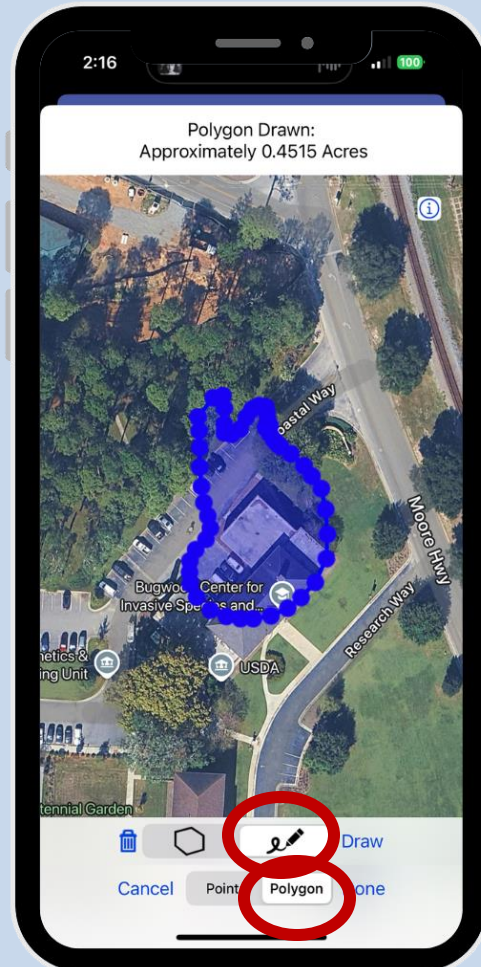 2:16
100
Polygon Drawn:
Approximately 0.4515 Acres
Coastal Way
Moore Hwy
Bugwood Center for
Invasive Species and...
Research Way
netics &
ing Unit
USDA
tennial Garden
Draw
Cancel
Point
Polygon
one